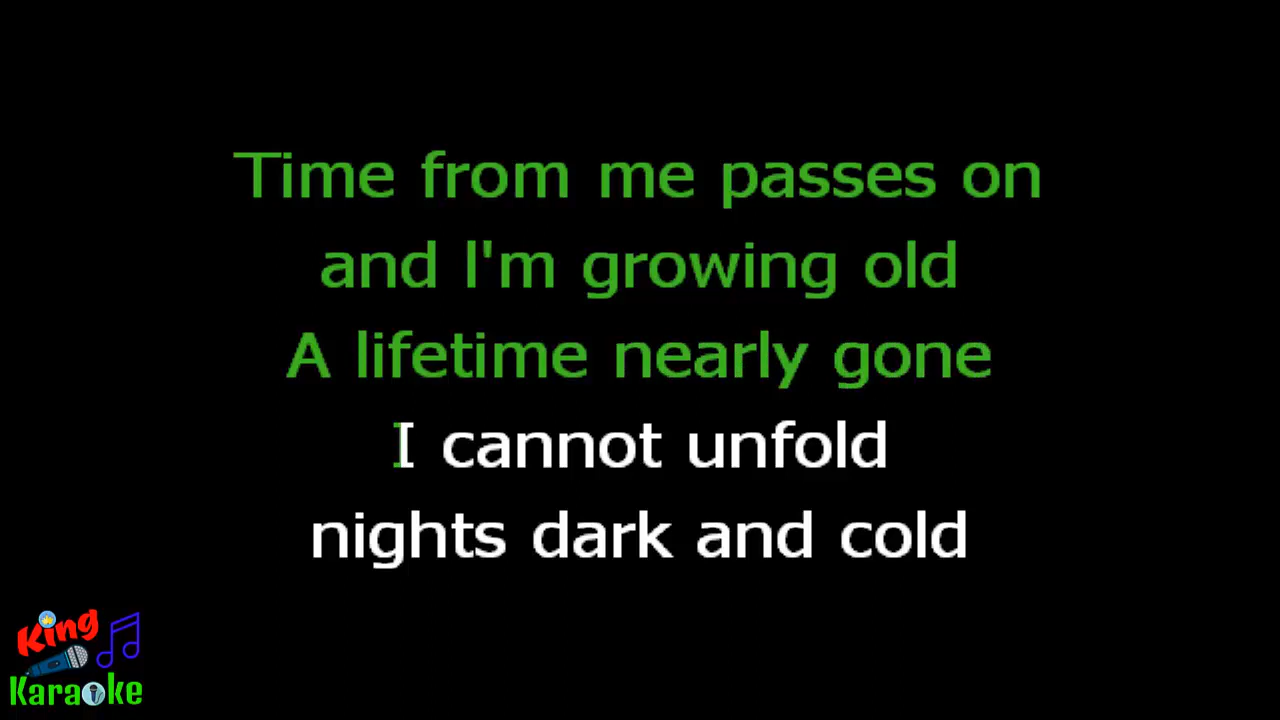 Time from me passes on
and I'm growing old
A lifetime nearly gone
I cannot unfold
nights dark and cold
King
Karaoke